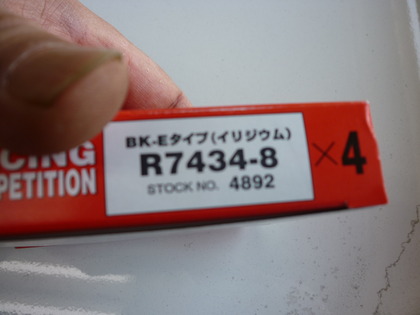 CING
PETITION
BK-Eタイプ(イリジウム)
R7434-8
STOCK NO. 4892
×4